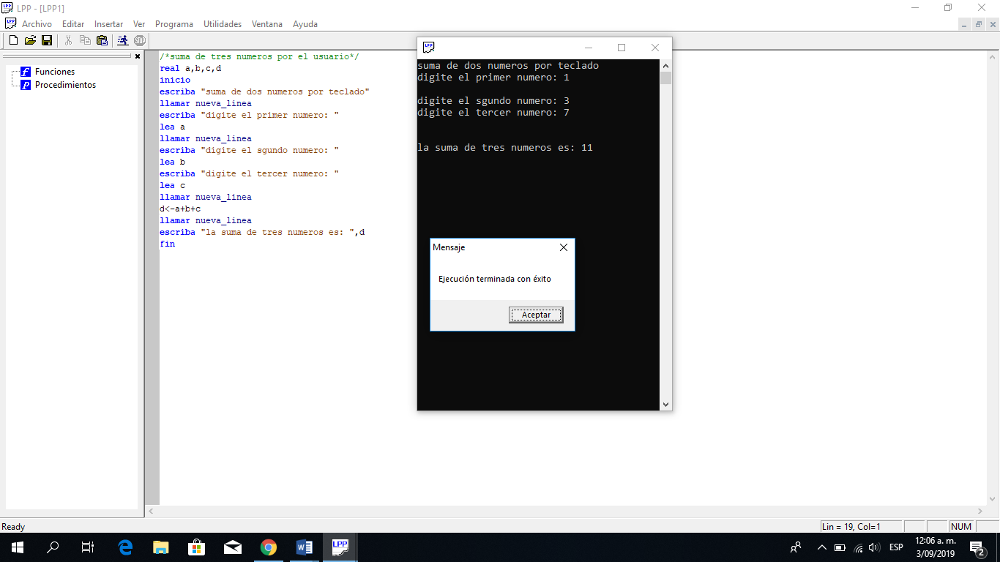 LPP - [LPP1]
Archivo Editar Insertar Ver Programa Utilidades Ventana Ayuda
Funciones
Procedimientos
/*suma de tres numeros por el usuario*/
real a,b,c,d
inicio
escriba "suma de dos numeros por teclado"
llamar nueva_linea
escriba "digite el primer numero: "
lea a
llamar nueva_linea
escriba "digite el sgundo numero: "
lea b
escriba "digite el tercer numero: "
lea c
llamar nueva_linea
d<-a+b+c
llamar nueva_linea
escriba "la suma de tres numeros es: ",d
fin
suma de dos numeros por teclado
digite el primer numero: 1
digite el sgundo numero: 3
digite el tercer numero: 7
la suma de tres numeros es: 11
Mensaje
Ejecución terminada con éxito
Aceptar
Ready
Lin = 19, Col=1
NUM
LPP
ESP
12:06 a. m.
3/09/2019
2